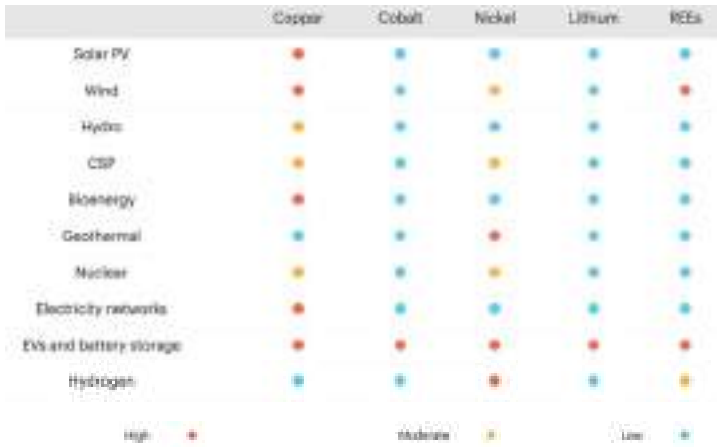 Copper Cobalt Nickel Lithium REEs
Solar PV
Wind
Hydro
CSP
Bioenergy
Geothermal
Nuclear
Electricity networks
EVs and battery storage
Hydrogen
High Moderate Low